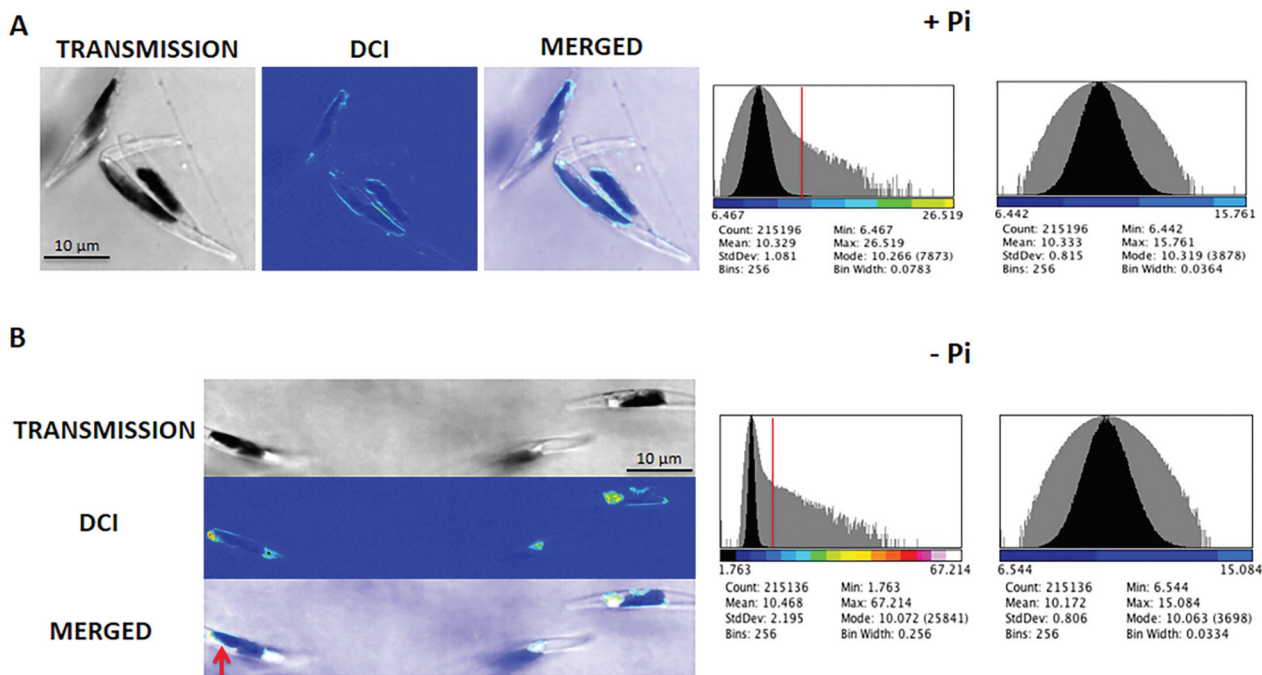 A
+ Pi
TRANSMISSION DCI MERGED
10 μm
6.467 26.519
Count: 215196 Min: 6.467
Mean: 10.329 Max: 26.519
StdDev: 1.081 Mode: 10.266 (7873)
Bins: 256 Bin Width: 0.0783
6.442 15.761
Count: 215196 Min: 6.442
Mean: 10.333 Max: 15.761
StdDev: 0.815 Mode: 10.319 (3878)
Bins: 256 Bin Width: 0.0364
B
- Pi
TRANSMISSION
10 μm
DCI
MERGED
1.763 67.214
Count: 215136 Min: 1.763
Mean: 10.468 Max: 67.214
StdDev: 2.195 Mode: 10.072 (25841)
Bins: 256 Bin Width: 0.256
6.544 15.084
Count: 215136 Min: 6.544
Mean: 10.172 Max: 15.084
StdDev: 0.806 Mode: 10.063 (3698)
Bins: 256 Bin Width: 0.0334